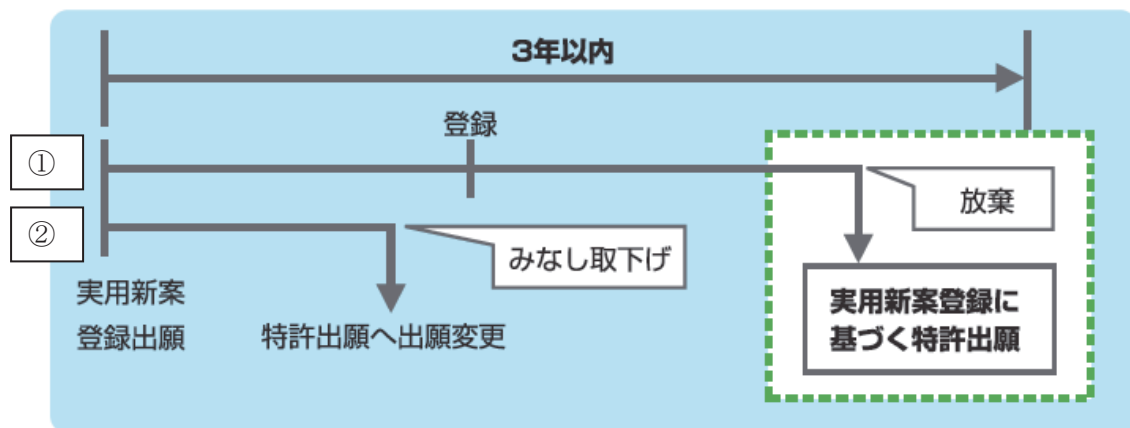 3年以内
登録
①
放棄
②
みなし取下げ
実用新案
登録出願
特許出願へ出願変更
実用新案登録に
基づく特許出願